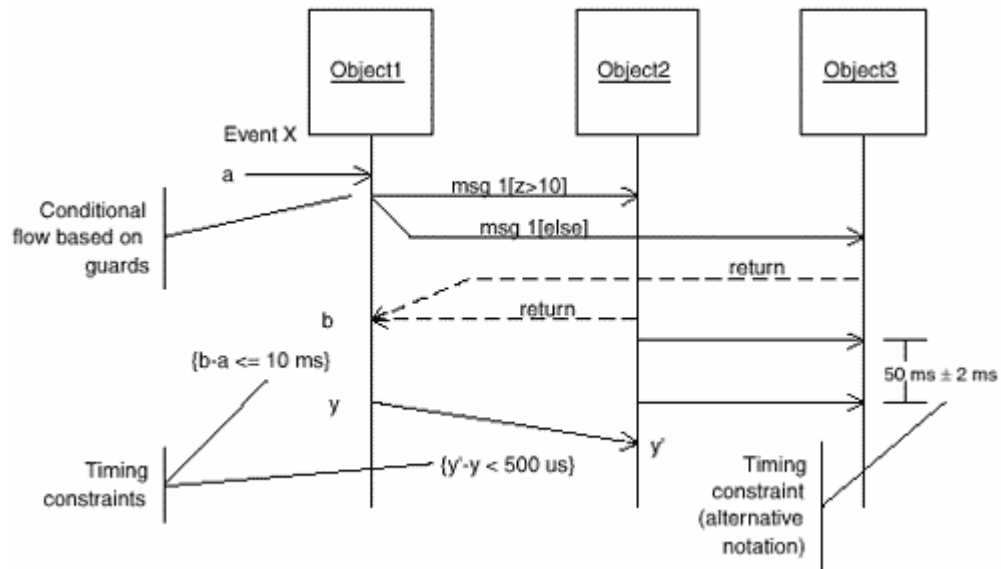 Object1
Object2
Object3
Event X
a
msg 1[z>10]
Conditional
flow based on
guards
msg 1[else]
return
return
b
{b-a <= 10 ms}
50 ms ± 2 ms
y
y'
{y'-y < 500 us}
Timing
constraints
Timing
constraint
(alternative
notation)